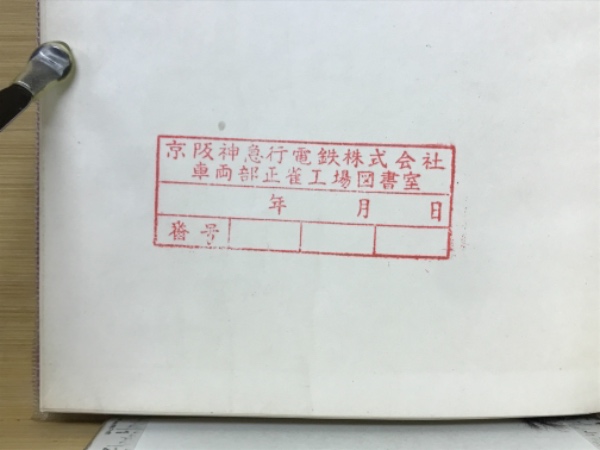 京阪神急行電鉄株式会社
車両部正雀工場図書室
年 月 日
番号